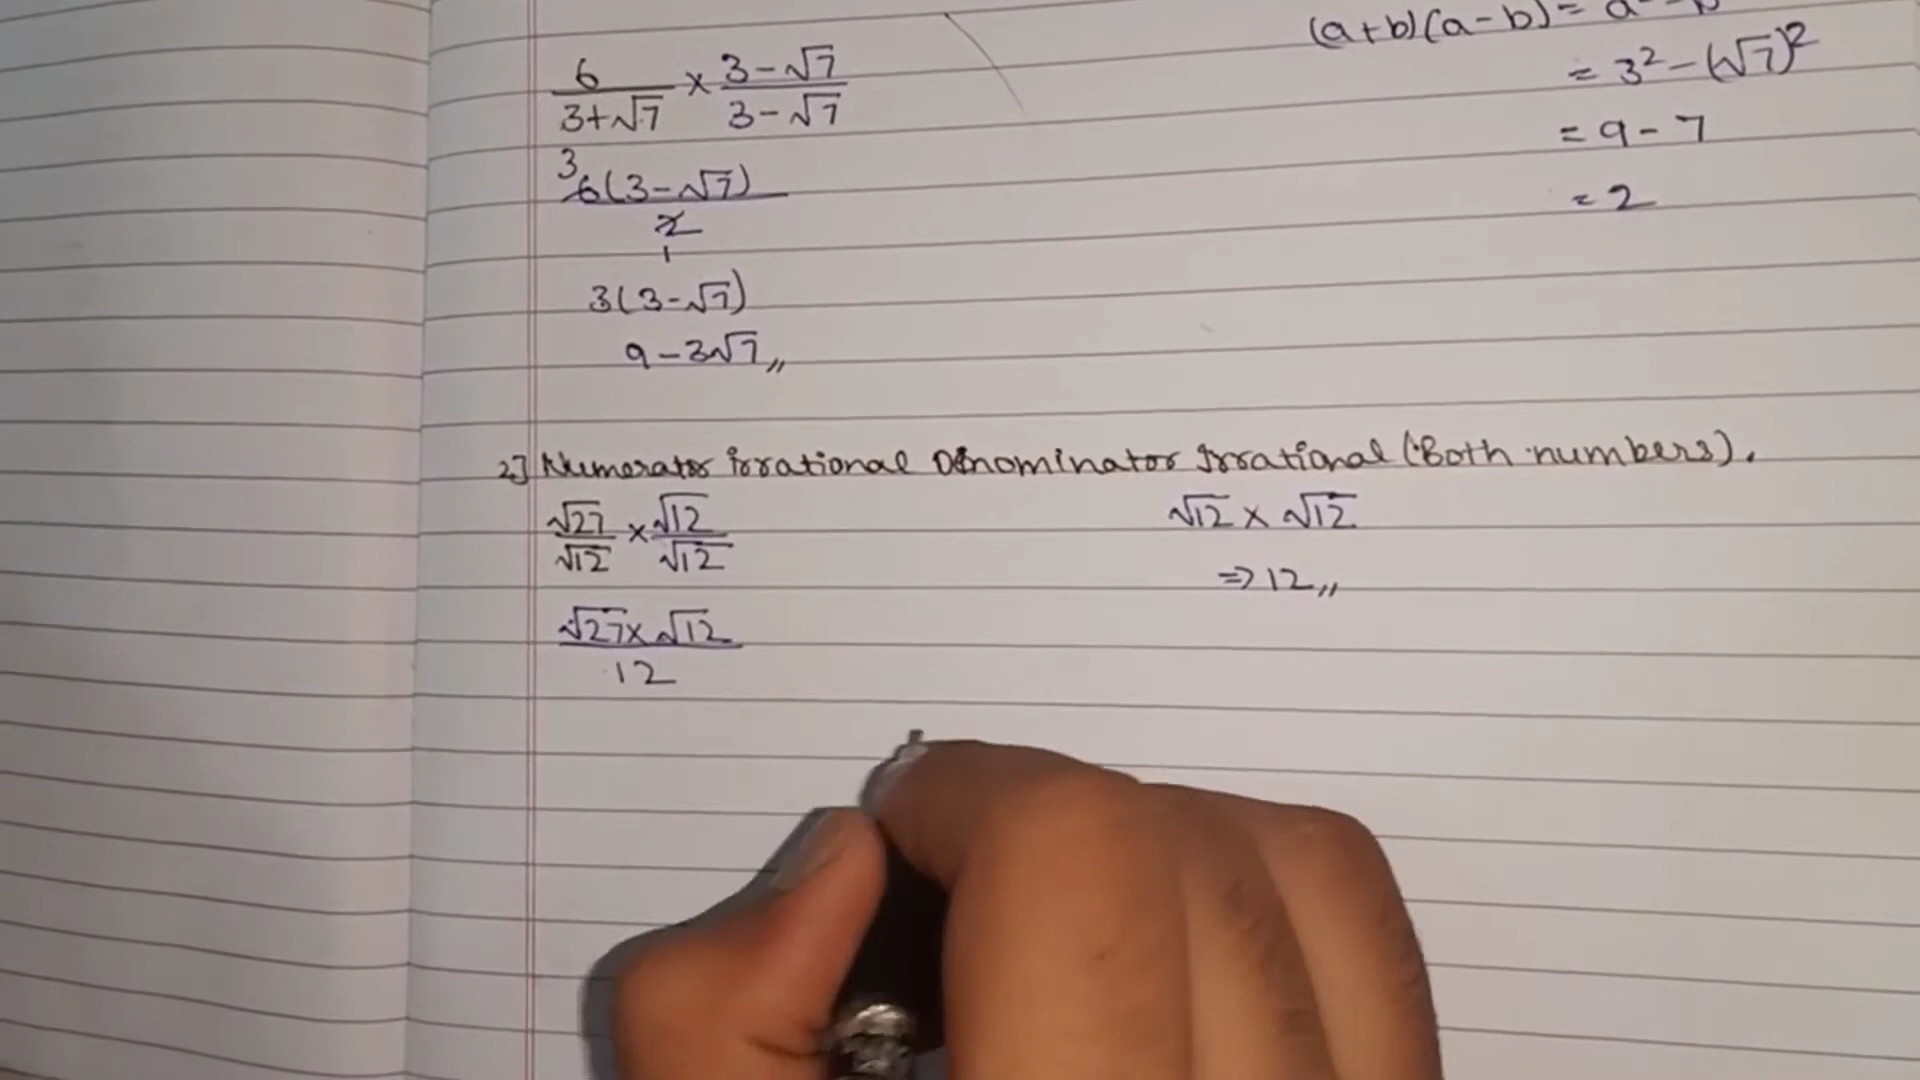 (a+b)(a-b) =
6/3+√7 × 3-√7/3-√7
= 3² - (√7)²
= 9 - 7
3
6(3-√7)/2
1
= 2
3(3-√7)
9-3√7,,
2] Numerator irrational Denominator Irrational (Both numbers).
√27/√12 × √12/√12
√12 × √12
⇒ 12,,
√27 × √12/12